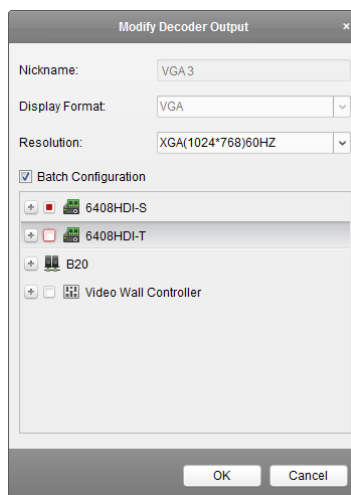 Modify Decoder Output ×
Nickname: VGA3
Display Format: VGA
Resolution: XGA(1024*768)60HZ
Batch Configuration
6408HDI-S
6408HDI-T
B20
Video Wall Controller
OK Cancel